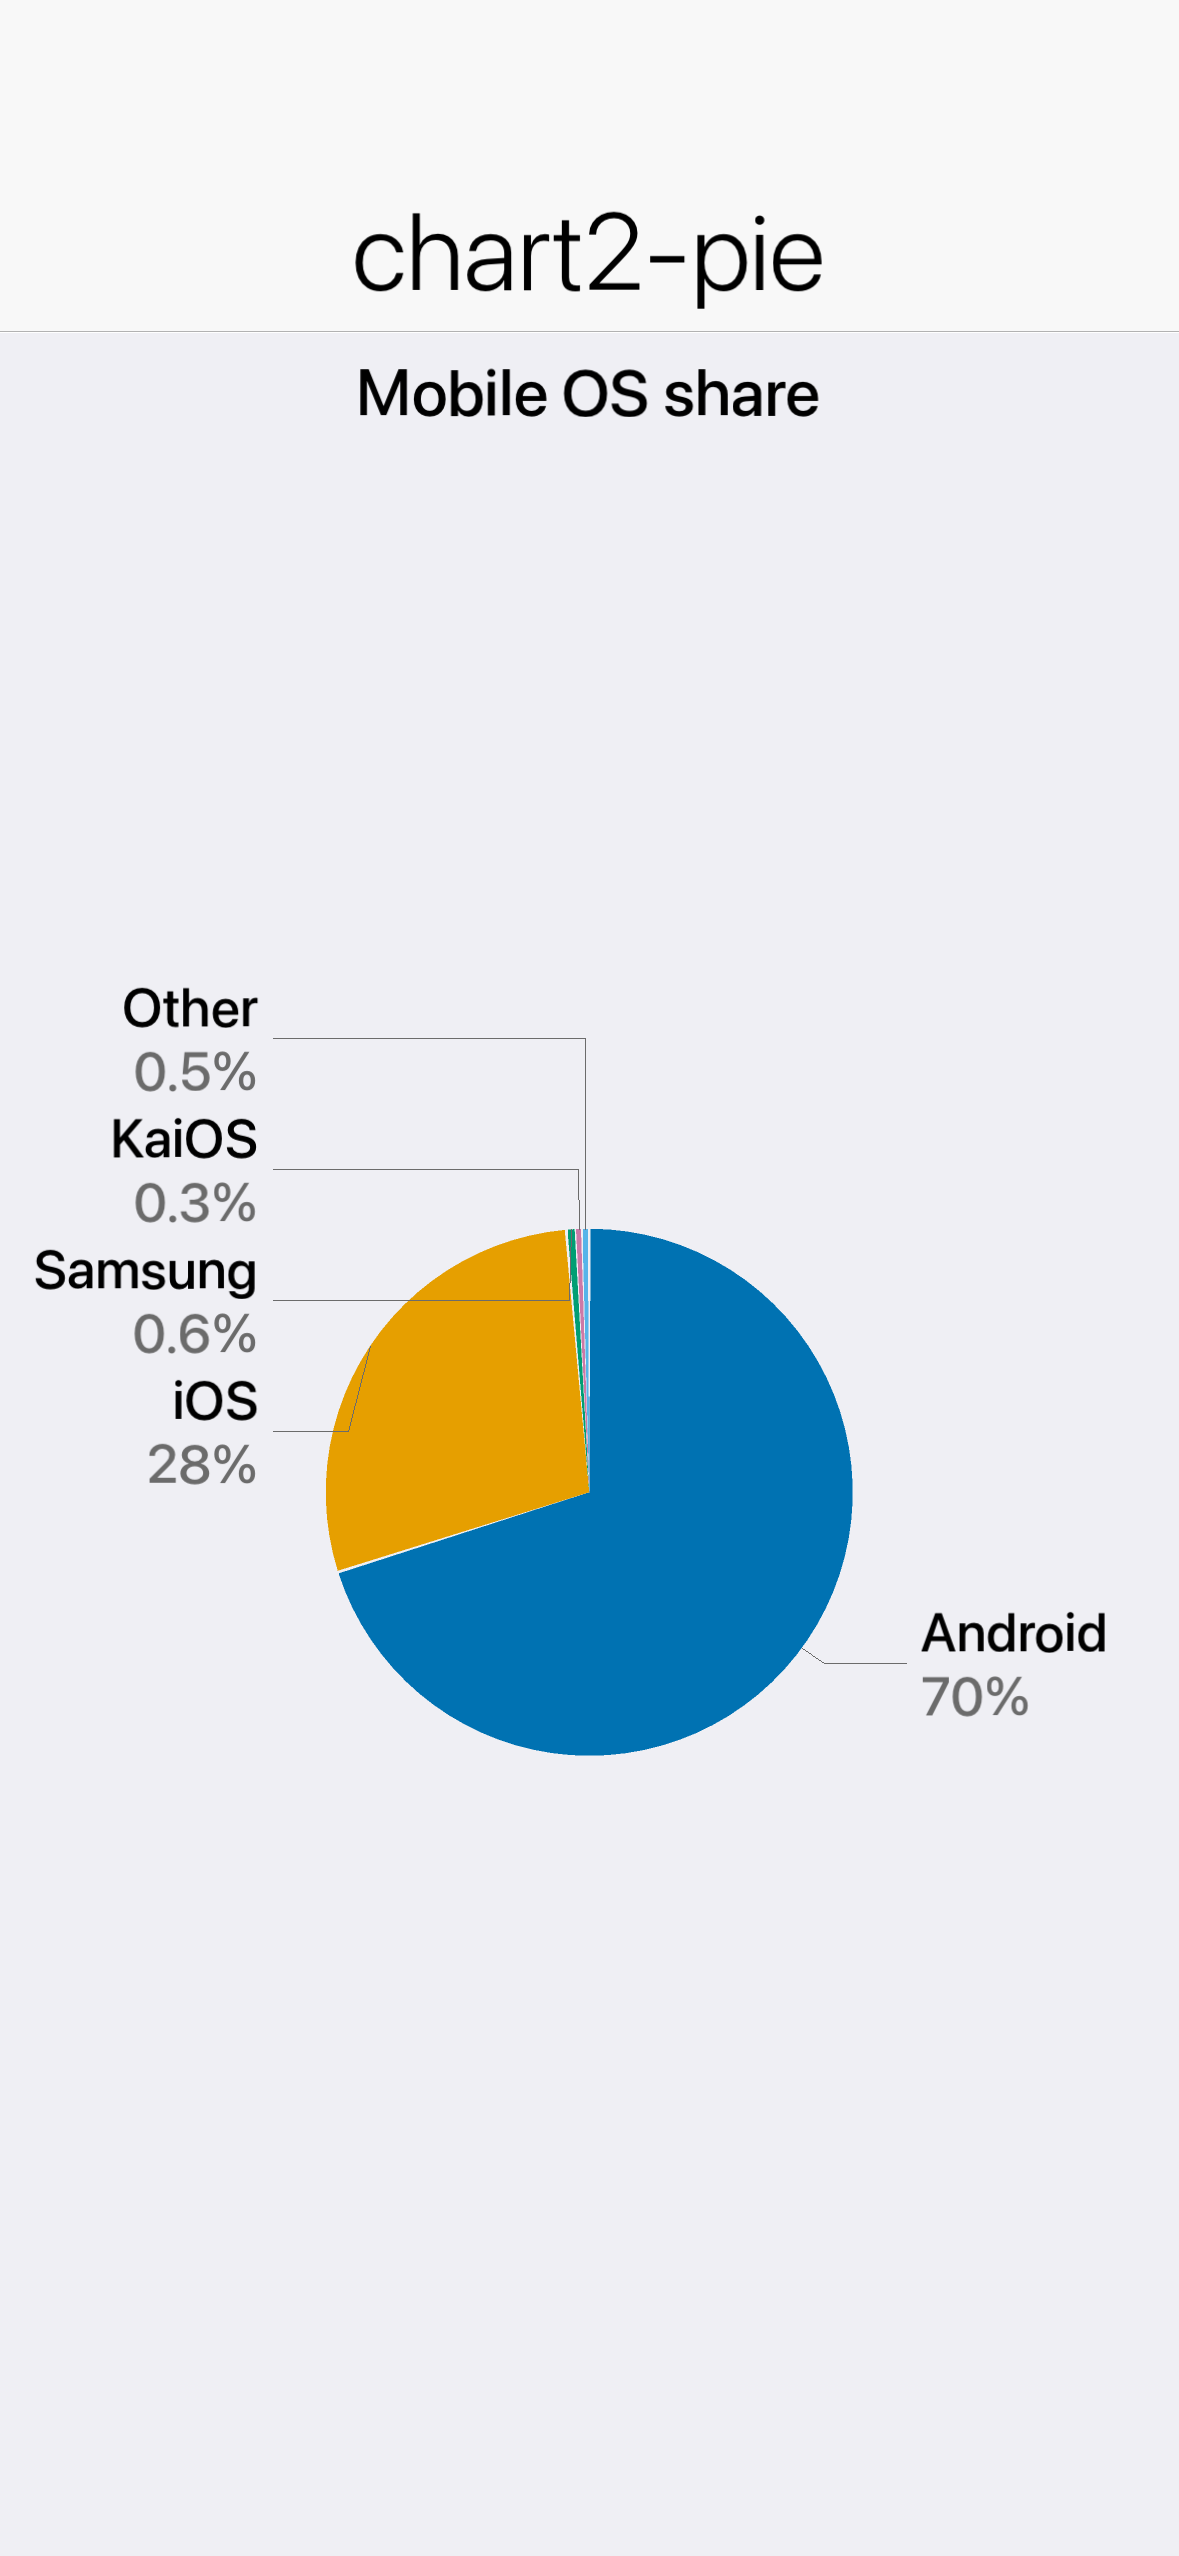 chart2-pie
Mobile OS share
Other
0.5%
KaiOS
0.3%
Samsung
0.6%
iOS
28%
Android
70%